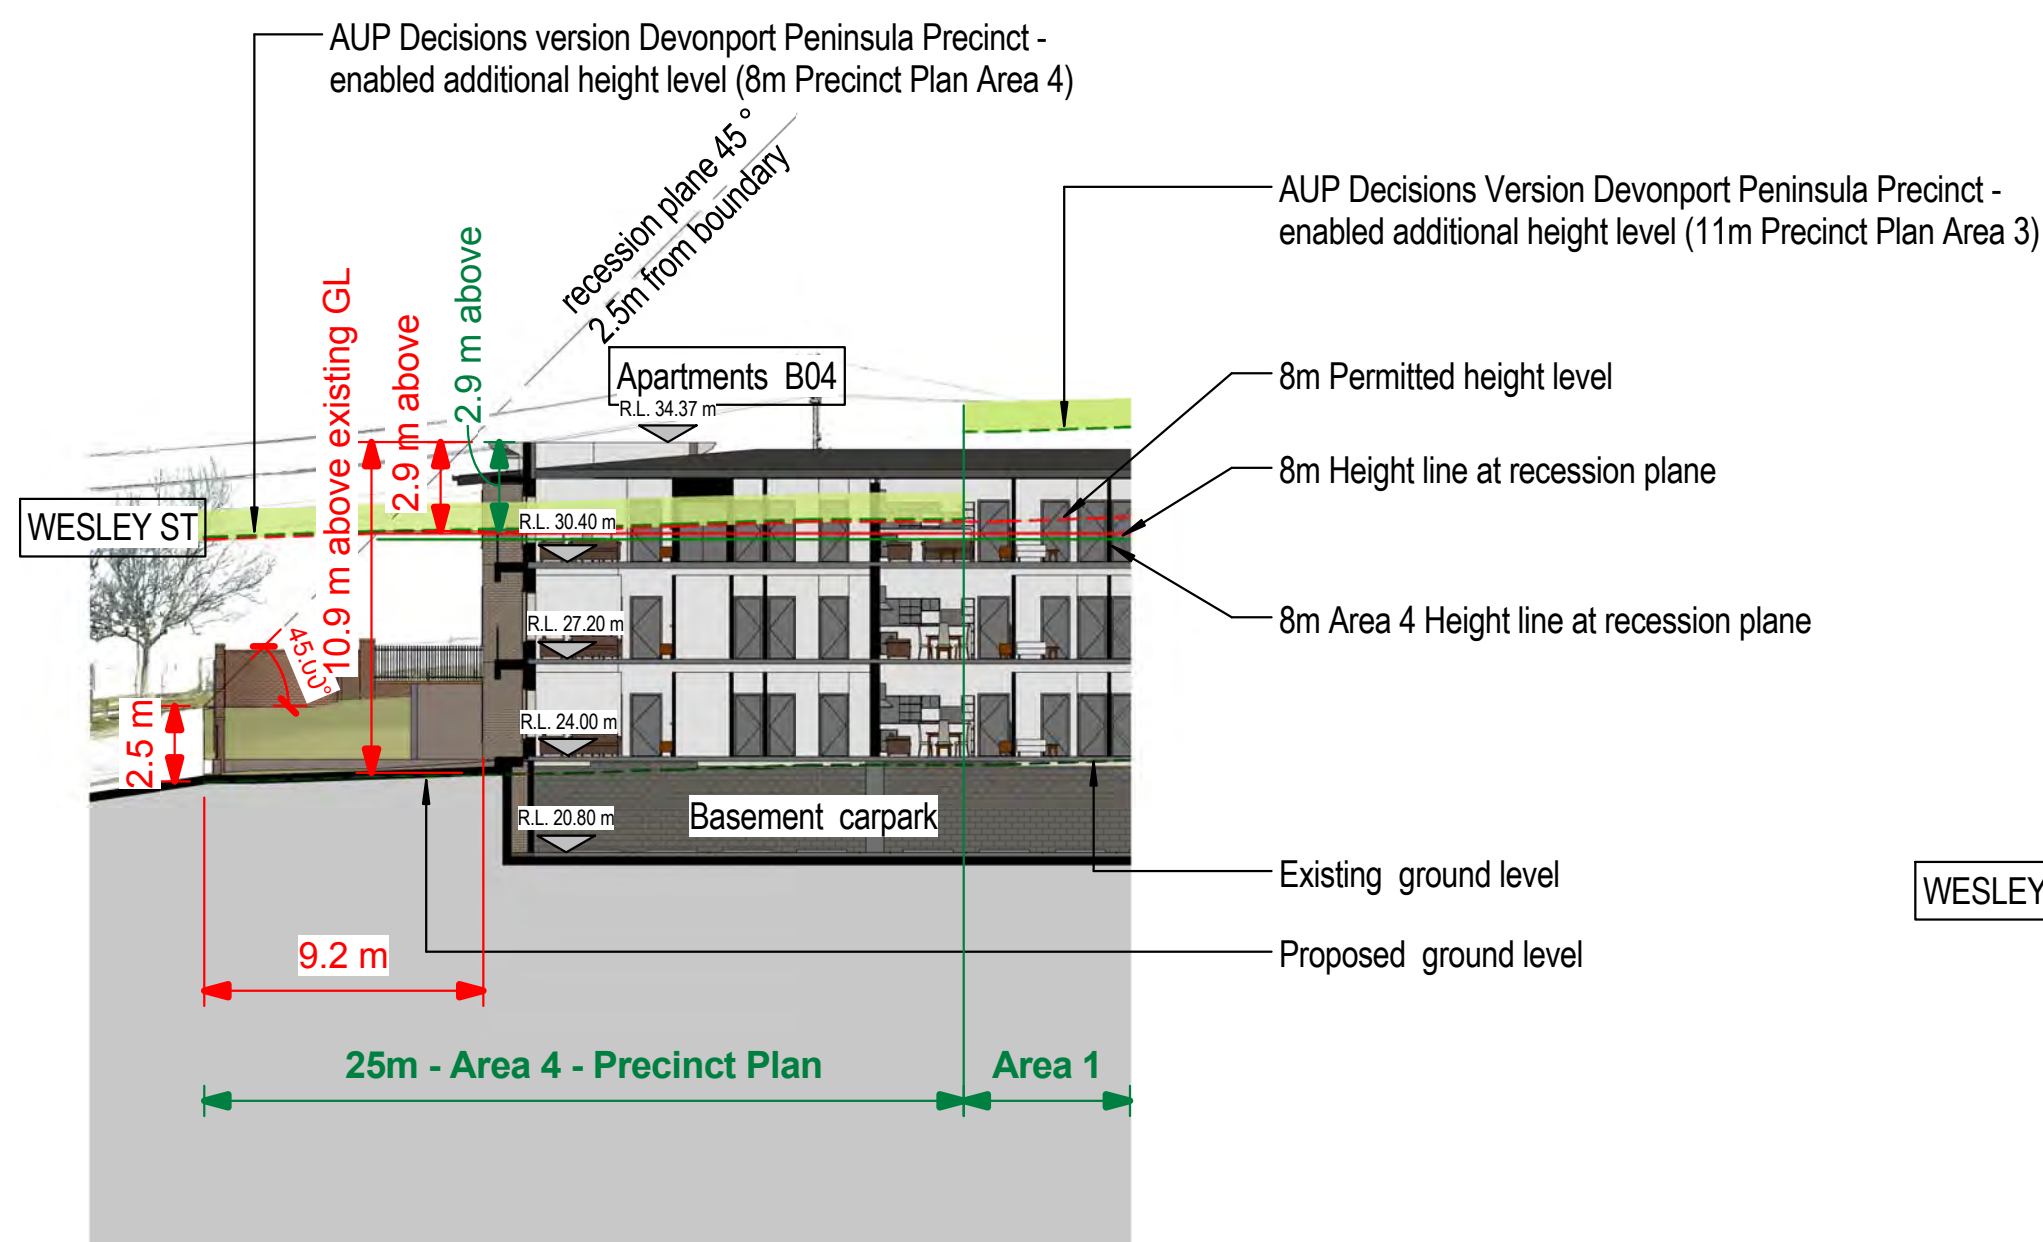 AUP Decisions version Devonport Peninsula Precinct -
enabled additional height level (8m Precinct Plan Area 4)
recession plane 45 °
2.5m from boundary
AUP Decisions Version Devonport Peninsula Precinct -
enabled additional height level (11m Precinct Plan Area 3)
10.9 m above existing GL
2.9 m above
2.9 m above
Apartments B04
R.L. 34.37 m
8m Permitted height level
8m Height line at recession plane
WESLEY ST
R.L. 30.40 m
8m Area 4 Height line at recession plane
R.L. 27.20 m
45.00°
2.5 m
R.L. 24.00 m
R.L. 20.80 m
Basement carpark
Existing ground level
WESLEY
Proposed ground level
9.2 m
25m - Area 4 - Precinct Plan
Area 1